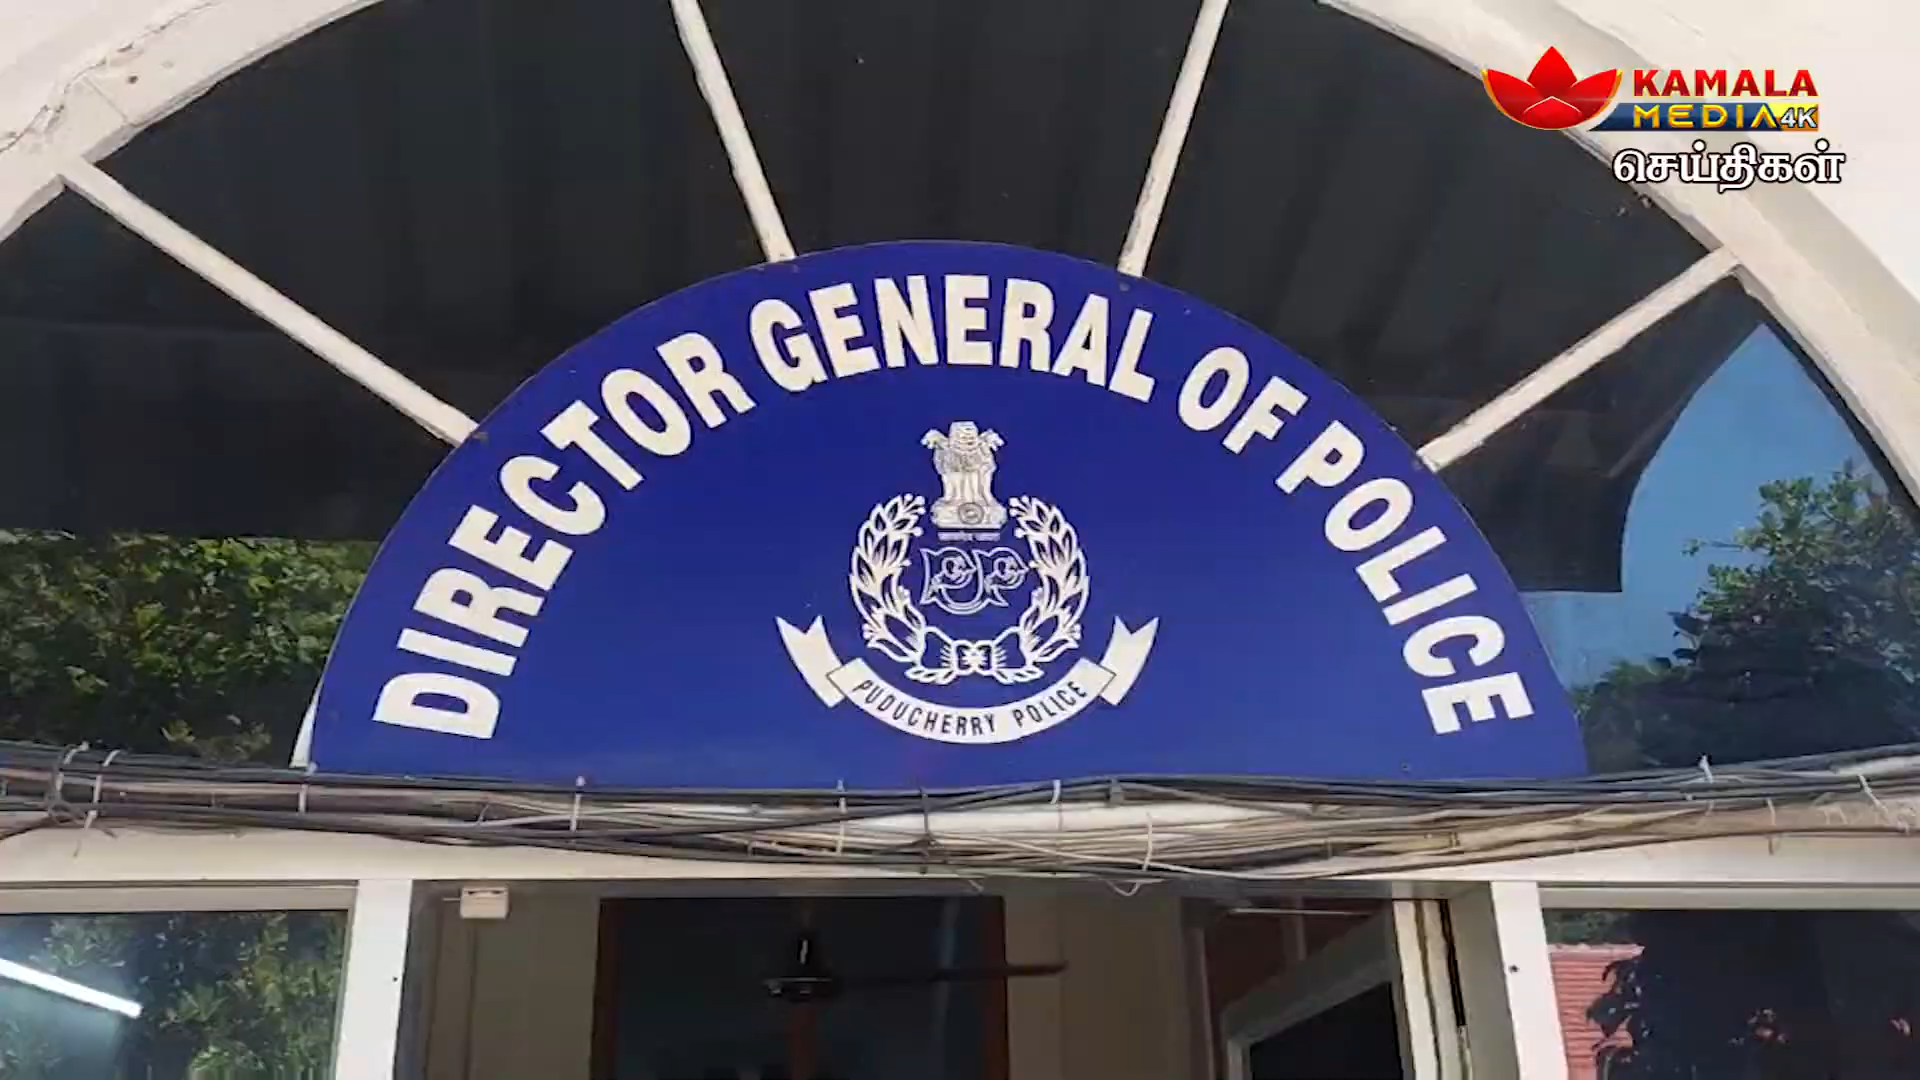 KAMALA
MEDIA 4K
செய்திகள்
DIRECTOR GENERAL OF POLICE
PUDUCHERRY POLICE